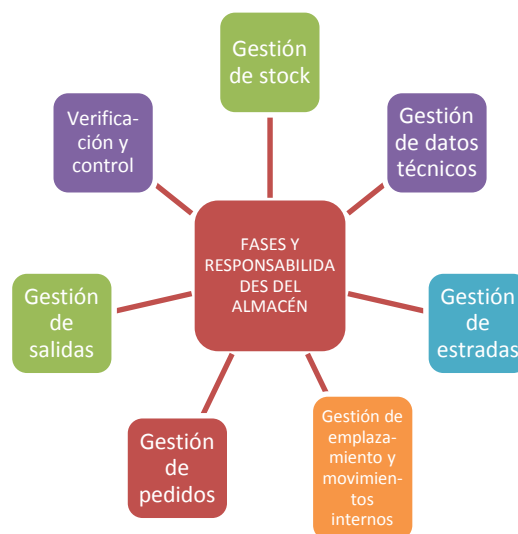 Gestión
de stock
Verifica-
ción y
control
Gestión
de datos
técnicos
FASES Y
RESPONSABILIDA
DES DEL
ALMACÉN
Gestión
de
salidas
Gestión
de
estradas
Gestión
de
pedidos
Gestión de
emplaza-
miento y
movimien-
tos
internos